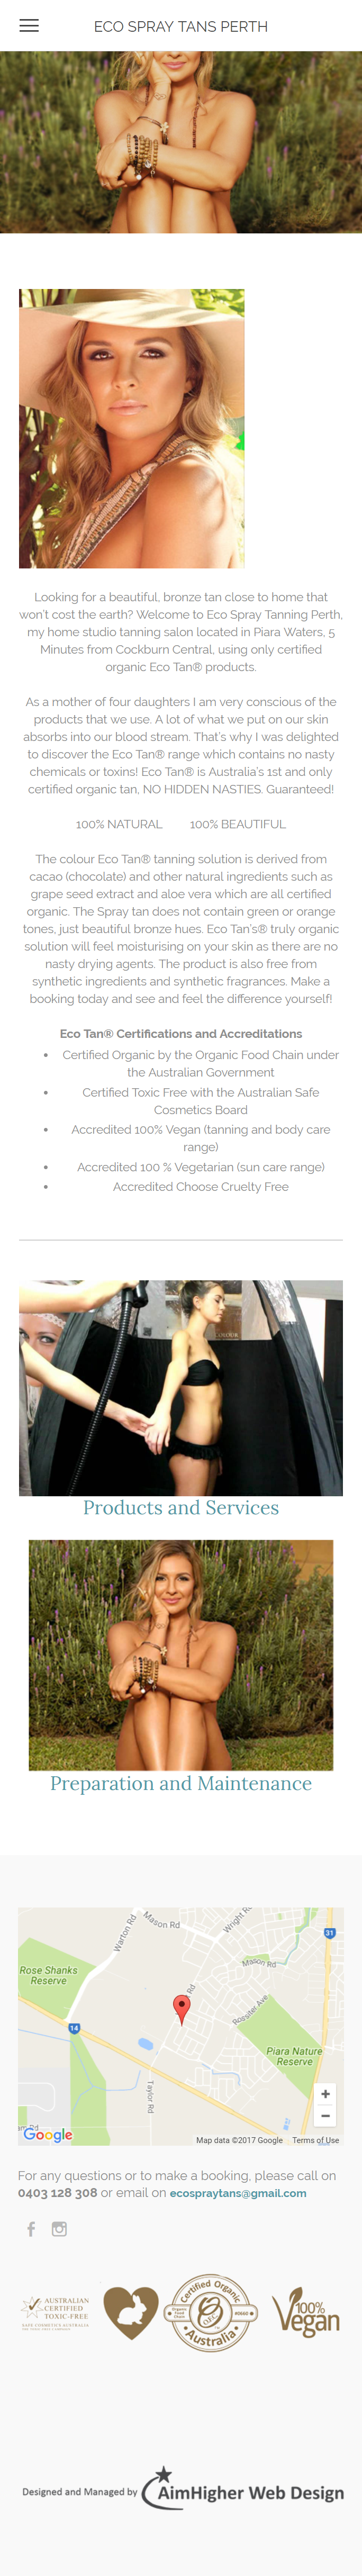 ECO SPRAY TANS PERTH
Looking for a beautiful, bronze tan close to home that
won't cost the earth? Welcome to Eco Spray Tanning Perth,
my home studio tanning salon located in Piara Waters, 5
Minutes from Cockburn Central, using only certified
organic Eco Tan® products.
As a mother of four daughters I am very conscious of the
products that we use. A lot of what we put on our skin
absorbs into our blood stream. That's why I was delighted
to discover the Eco Tan® range which contains no nasty
chemicals or toxins! Eco Tan® is Australia's 1st and only
certified organic tan, NO HIDDEN NASTIES. Guaranteed!
100% NATURAL 100% BEAUTIFUL
The colour Eco Tan® tanning solution is derived from
cacao (chocolate) and other natural ingredients such as
grape seed extract and aloe vera which are all certified
organic. The Spray tan does not contain green or orange
tones, just beautiful bronze hues. Eco Tan's® truly organic
solution will feel moisturising on your skin as there are no
nasty drying agents. The product is also free from
synthetic ingredients and synthetic fragrances. Make a
booking today and see and feel the difference yourself!
Eco Tan® Certifications and Accreditations
• Certified Organic by the Organic Food Chain under
the Australian Government
• Certified Toxic Free with the Australian Safe
Cosmetics Board
• Accredited 100% Vegan (tanning and body care
range)
• Accredited 100 % Vegetarian (sun care range)
• Accredited Choose Cruelty Free
COLOUR
Products and Services
Preparation and Maintenance
Mason Rd
Warton Rd
Wright R
31
Mason Rd
Rose Shanks
Reserve
Rd
Rossiter Ave
14
Piara Nature
Reserve
Taylor Rd
Google
Map data ©2017 Google Terms of Use
For any questions or to make a booking, please call on
0403 128 308 or email on ecospraytans@gmail.com
AUSTRALIAN
CERTIFIED
TOXIC-FREE
SAFE COSMETICS AUSTRALIA
Certified Organic
Organic Food Chain
O.F.C
Australia
100%
Vegan
Designed and Managed by AimHigher Web Design